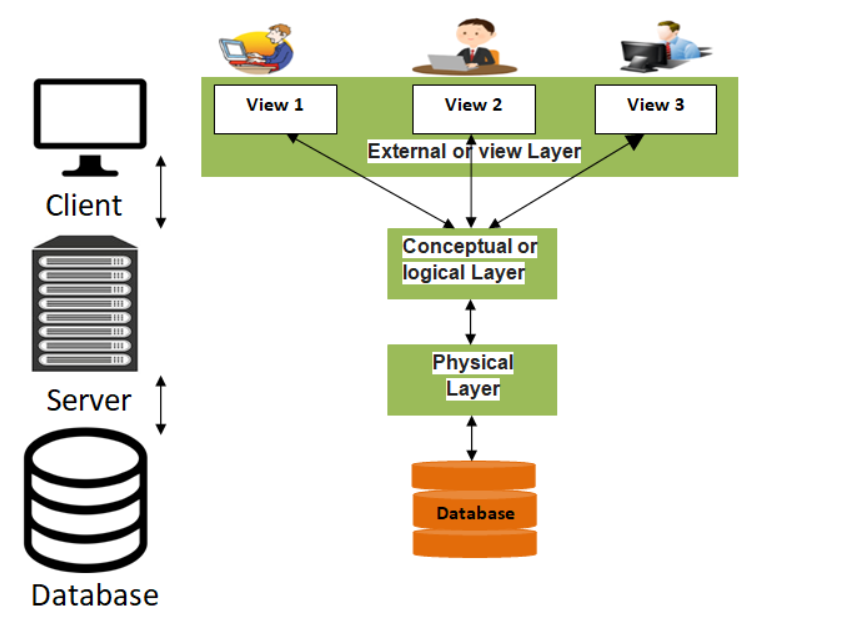 View 1
View 2
View 3
External or view Layer
Client
Conceptual or
logical Layer
Physical
Layer
Server
Database
Database